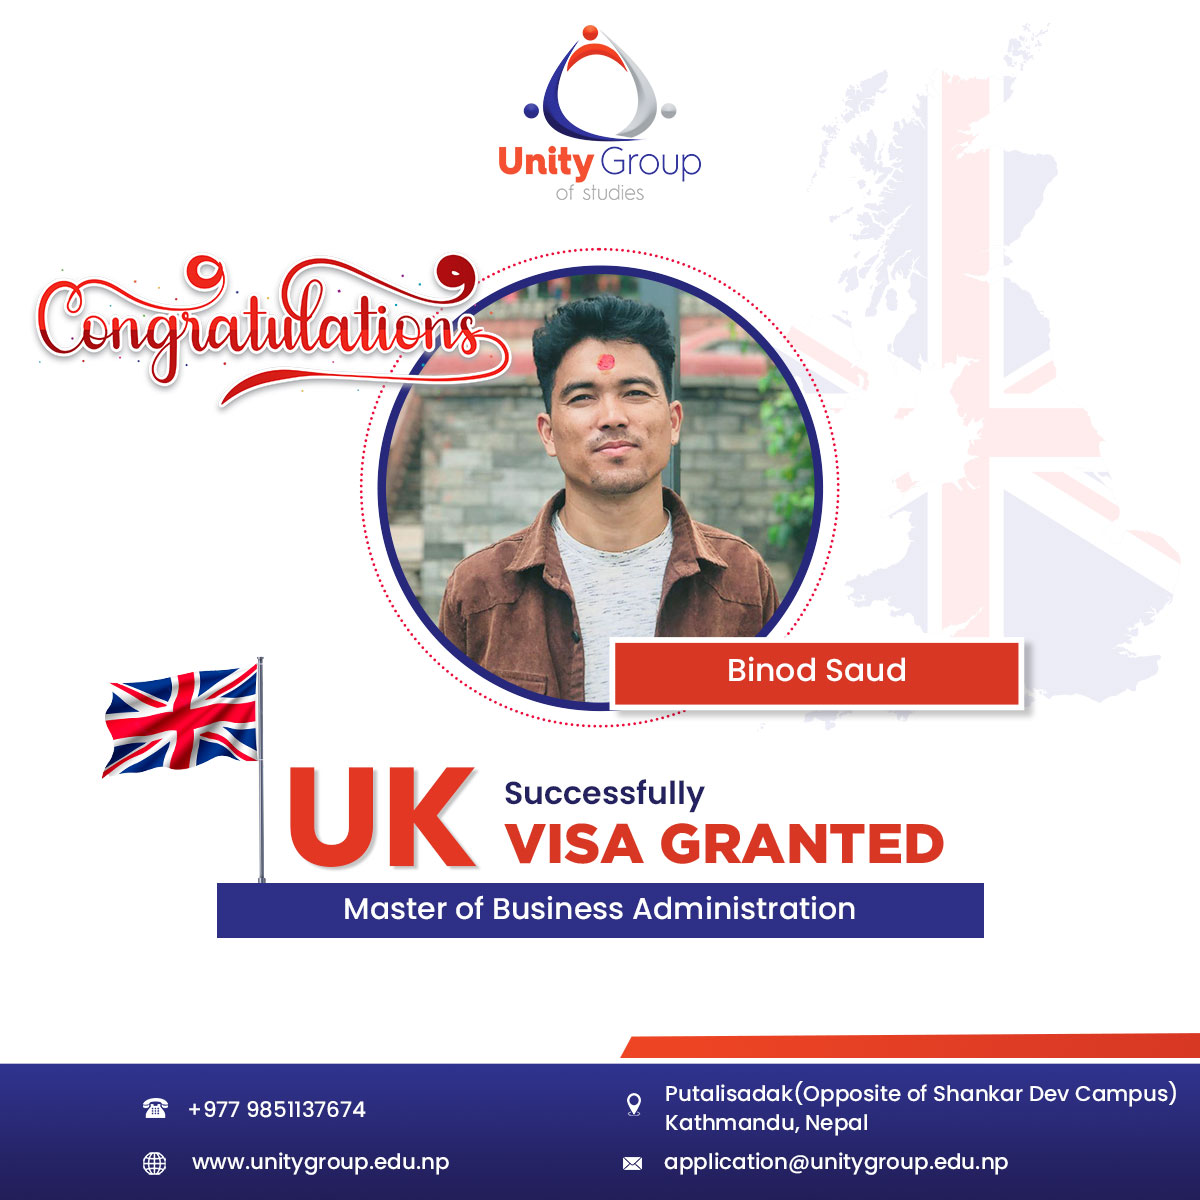 Unity Group
of studies
Congratulations
Binod Saud
UK
Successfully
VISA GRANTED
Master of Business Administration
+977 9851137674
Putalisadak(Opposite of Shankar Dev Campus)
Kathmandu, Nepal
www.unitygroup.edu.np
application@unitygroup.edu.np